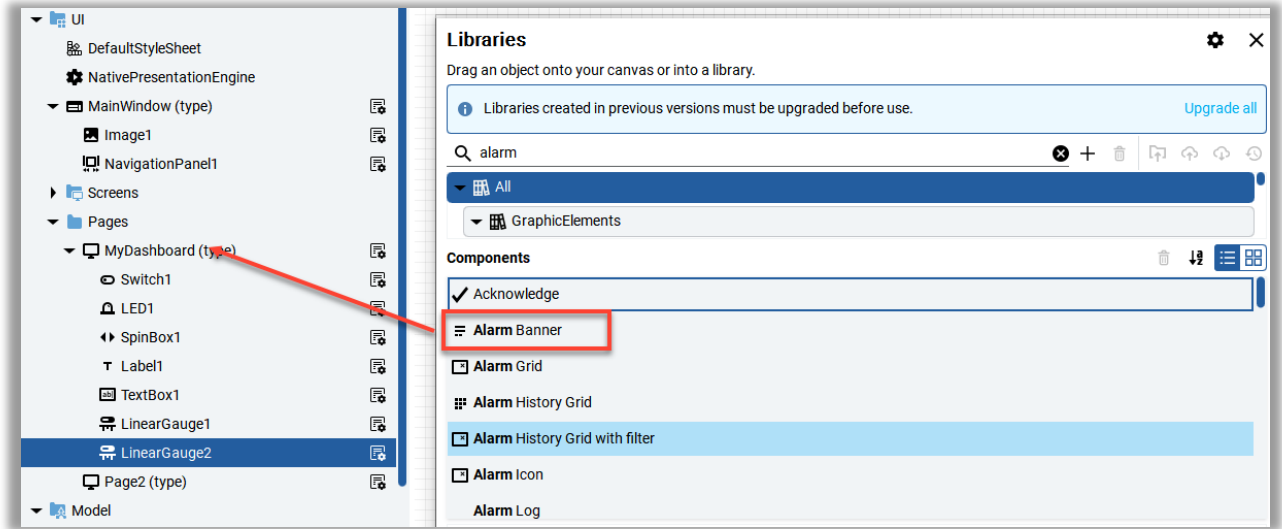 UI
DefaultStyleSheet
NativePresentationEngine
MainWindow (type)
Image1
NavigationPanel1
Screens
Pages
MyDashboard (type)
Switch1
LED1
SpinBox1
Label1
TextBox1
LinearGauge1
LinearGauge2
Page2 (type)
Model
Libraries
Drag an object onto your canvas or into a library.
Libraries created in previous versions must be upgraded before use. Upgrade all
alarm
All
GraphicElements
Components
Acknowledge
Alarm Banner
Alarm Grid
Alarm History Grid
Alarm History Grid with filter
Alarm Icon
Alarm Log